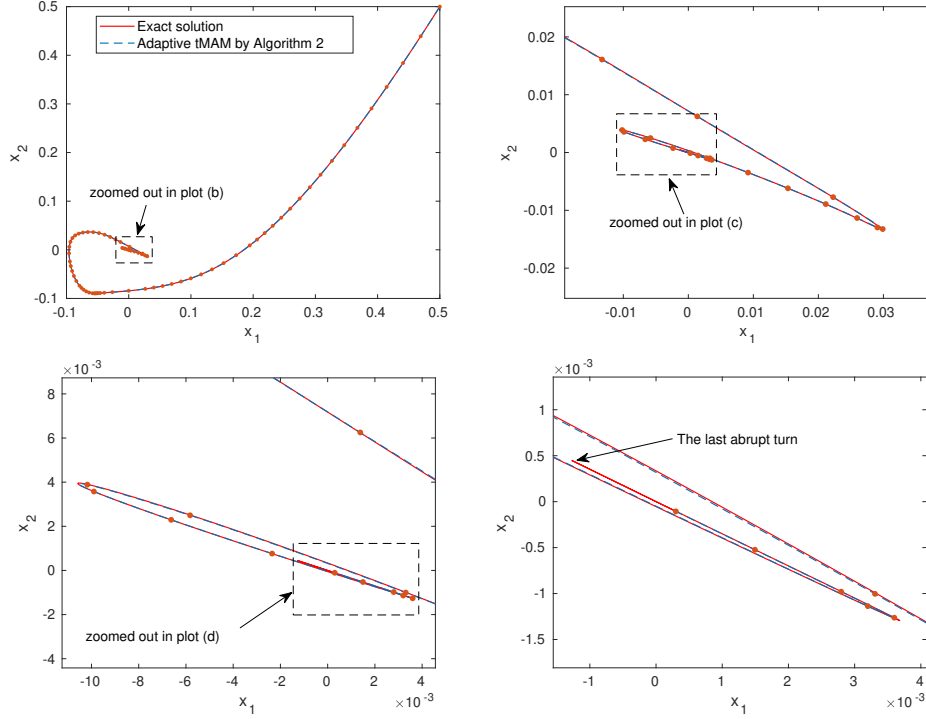 0.5
0.4
0.3
0.2
0.1
0
-0.1
x2
Exact solution
Adaptive tMAM by Algorithm 2
zoomed out in plot (b)
-0.1 0 0.1 0.2 0.3 0.4 0.5
x1
0.02
0.01
0
-0.01
-0.02
x2
zoomed out in plot (c)
-0.01 0 0.01 0.02 0.03
x1
×10-3
8
6
4
2
0
-2
-4
x2
zoomed out in plot (d)
-10 -8 -6 -4 -2 0 2 4
x1
×10-3
×10-3
1
0.5
0
-0.5
-1
-1.5
x2
The last abrupt turn
-1 0 1 2 3 4
x1
×10-3